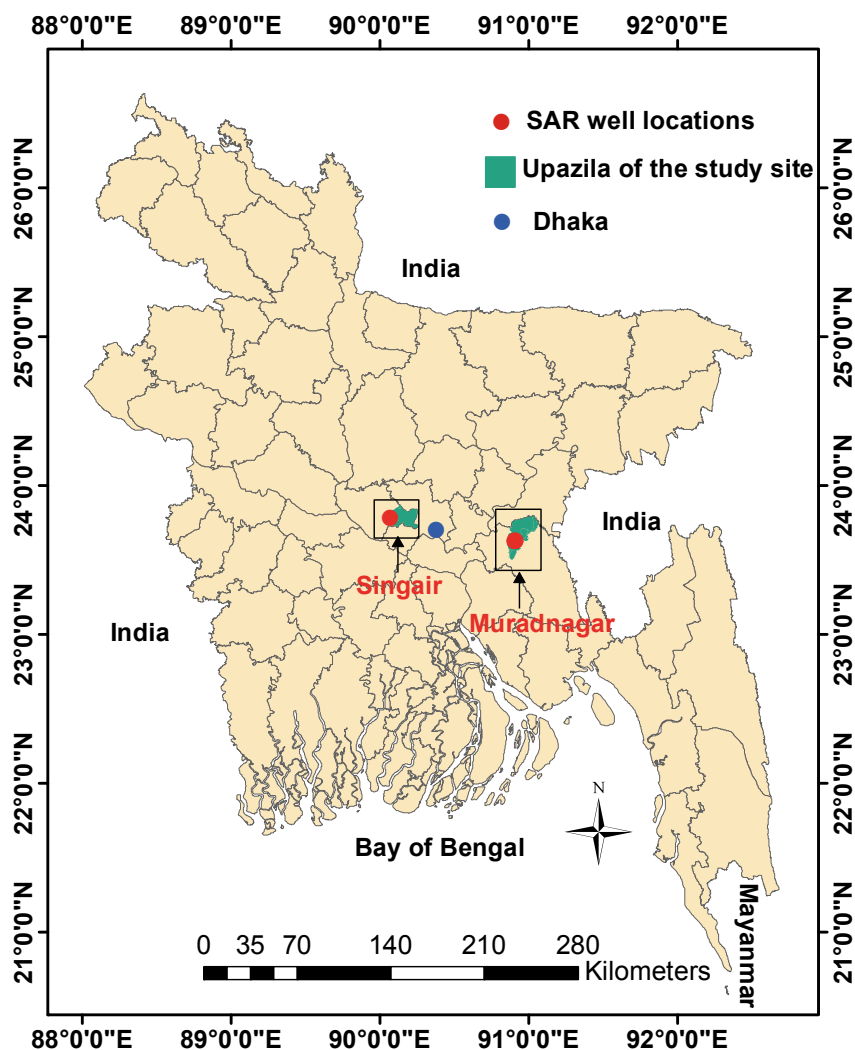 88°0'0"E 89°0'0"E 90°0'0"E 91°0'0"E 92°0'0"E
SAR well locations
Upazila of the study site
Dhaka
26°0'0"N 26°0'0"N
India
25°0'0"N 25°0'0"N
24°0'0"N 24°0'0"N
India
Singair
Muradnagar
India
23°0'0"N 23°0'0"N
22°0'0"N 22°0'0"N
N
Bay of Bengal
Mayanmar
21°0'0"N 21°0'0"N
0 35 70 140 210 280
Kilometers
88°0'0"E 89°0'0"E 90°0'0"E 91°0'0"E 92°0'0"E